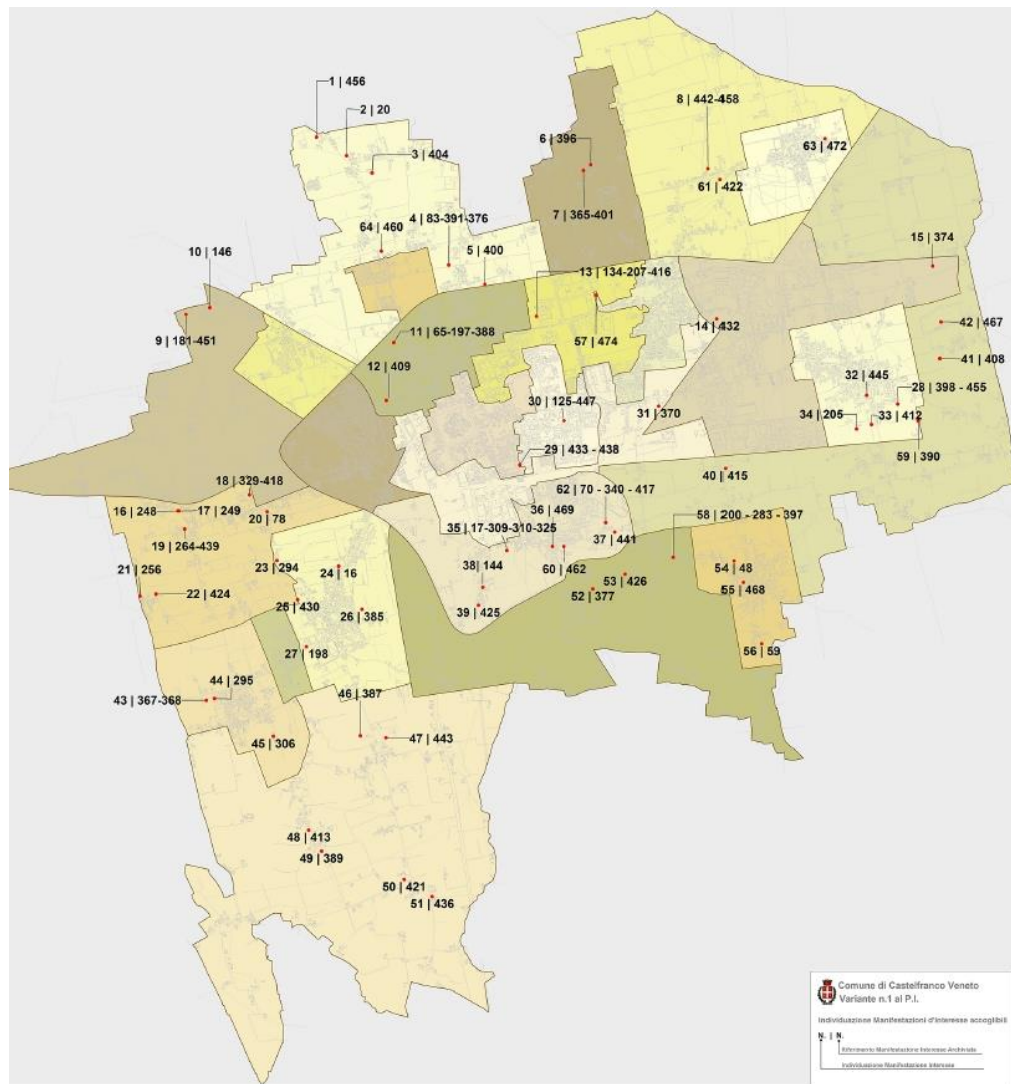 1 | 456
2 | 20
3 | 404
6 | 396
8 | 442-458
63 | 472
61 | 422
7 | 365-401
4 | 83-391-376
64 | 460
5 | 400
10 | 146
15 | 374
13 | 134-207-416
9 | 181-451
11 | 65-197-388
14 | 432
42 | 467
57 | 474
41 | 408
12 | 409
32 | 445
28 | 398 - 455
30 | 125-447
31 | 370
34 | 205
33 | 412
29 | 433 - 438
59 | 390
40 | 415
18 | 329-418
62 | 70 - 340 - 417
16 | 248
17 | 249
20 | 78
36 | 469
58 | 200 - 283 - 397
35 | 17-309-310-325
19 | 264-439
37 | 441
21 | 256
23 | 294
24 | 16
38 | 144
60 | 462
54 | 48
53 | 426
55 | 468
22 | 424
52 | 377
25 | 430
26 | 385
39 | 425
56 | 59
27 | 198
44 | 295
46 | 387
43 | 367-368
45 | 306
47 | 443
48 | 413
49 | 389
50 | 421
51 | 436
Comune di Castelfranco Veneto
Variante n.1 al P.I.
Individuazione Manifestazioni d'Interesse accoglibili
N. | N.
Riferimento Manifestazione Interesse Archiviata
Individuazione Manifestazione Interesse